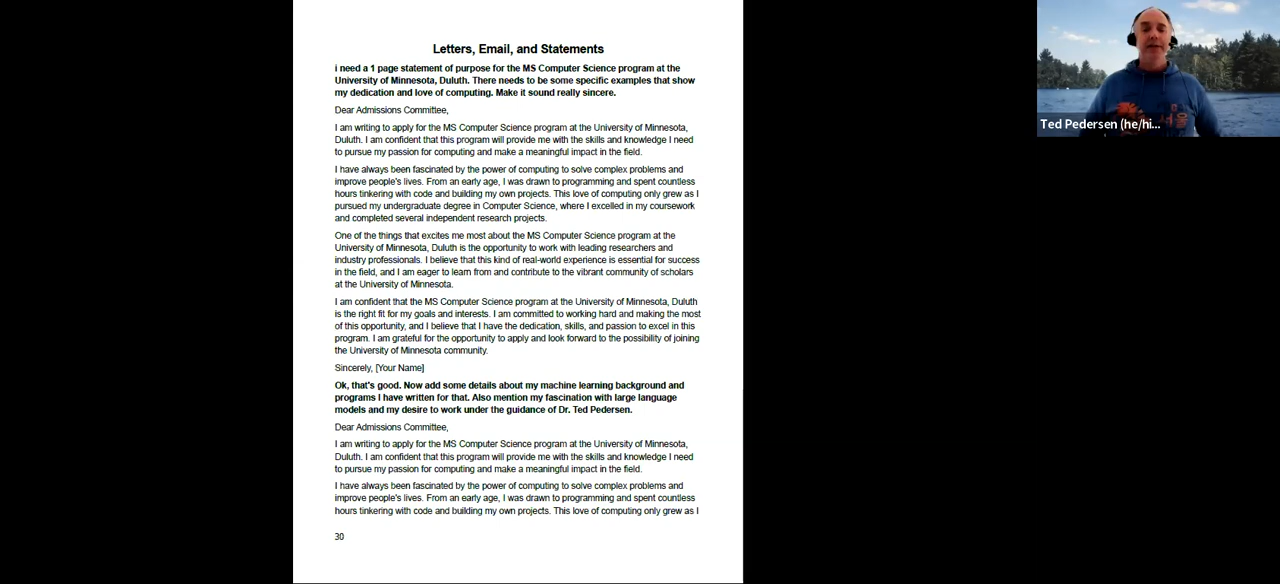 Letters, Email, and Statements
i need a 1 page statement of purpose for the MS Computer Science program at the
University of Minnesota, Duluth. There needs to be some specific examples that show
my dedication and love of computing. Make it sound really sincere.
Dear Admissions Committee,
I am writing to apply for the MS Computer Science program at the University of Minnesota,
Duluth. I am confident that this program will provide me with the skills and knowledge I need
to pursue my passion for computing and make a meaningful impact in the field.
I have always been fascinated by the power of computing to solve complex problems and
improve people's lives. From an early age, I was drawn to programming and spent countless
hours tinkering with code and building my own projects. This love of computing only grew as I
pursued my undergraduate degree in Computer Science, where I excelled in my coursework
and completed several independent research projects.
One of the things that excites me most about the MS Computer Science program at the
University of Minnesota, Duluth is the opportunity to work with leading researchers and
industry professionals. I believe that this kind of real-world experience is essential for success
in the field, and I am eager to learn from and contribute to the vibrant community of scholars
at the University of Minnesota.
I am confident that the MS Computer Science program at the University of Minnesota, Duluth
is the right fit for my goals and interests. I am committed to working hard and making the most
of this opportunity, and I believe that I have the dedication, skills, and passion to excel in this
program. I am grateful for the opportunity to apply and look forward to the possibility of joining
the University of Minnesota community.
Sincerely, [Your Name]
Ok, that's good. Now add some details about my machine learning background and
programs I have written for that. Also mention my fascination with large language
models and my desire to work under the guidance of Dr. Ted Pedersen.
Dear Admissions Committee,
I am writing to apply for the MS Computer Science program at the University of Minnesota,
Duluth. I am confident that this program will provide me with the skills and knowledge I need
to pursue my passion for computing and make a meaningful impact in the field.
I have always been fascinated by the power of computing to solve complex problems and
improve people's lives. From an early age, I was drawn to programming and spent countless
hours tinkering with code and building my own projects. This love of computing only grew as I
30
Ted Pedersen (he/hi...